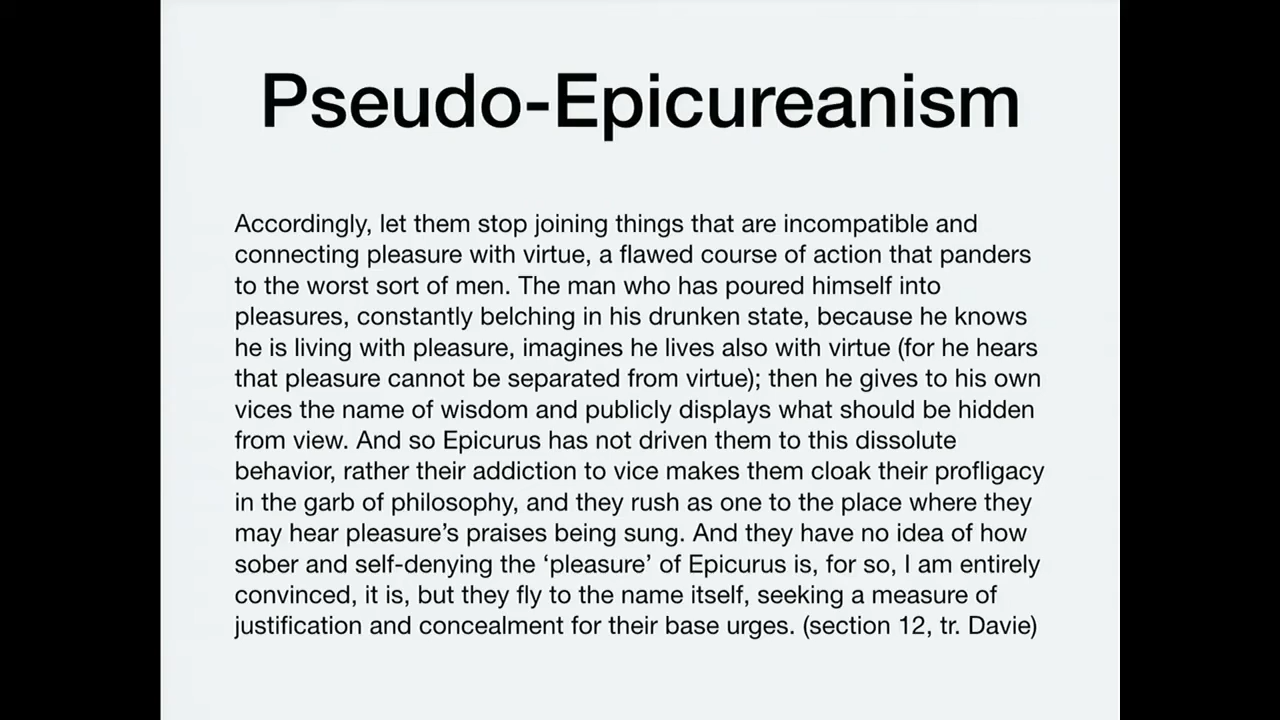 Pseudo-Epicureanism
Accordingly, let them stop joining things that are incompatible and
connecting pleasure with virtue, a flawed course of action that panders
to the worst sort of men. The man who has poured himself into
pleasures, constantly belching in his drunken state, because he knows
he is living with pleasure, imagines he lives also with virtue (for he hears
that pleasure cannot be separated from virtue); then he gives to his own
vices the name of wisdom and publicly displays what should be hidden
from view. And so Epicurus has not driven them to this dissolute
behavior, rather their addiction to vice makes them cloak their profligacy
in the garb of philosophy, and they rush as one to the place where they
may hear pleasure’s praises being sung. And they have no idea of how
sober and self-denying the ‘pleasure’ of Epicurus is, for so, I am entirely
convinced, it is, but they fly to the name itself, seeking a measure of
justification and concealment for their base urges. (section 12, tr. Davie)